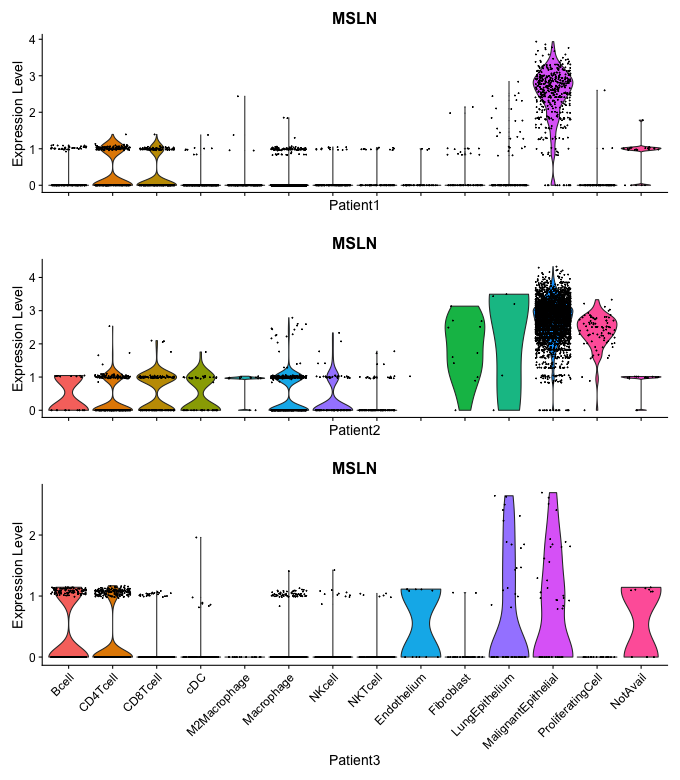 MSLN
Expression Level
4
3
2
1
0
Patient1
MSLN
Expression Level
4
3
2
1
0
Patient2
MSLN
Expression Level
2
1
0
Bcell
CD4Tcell
CD8Tcell
cDC
M2Macrophage
Macrophage
NKcell
NKTcell
Endothelium
Fibroblast
LungEpithelium
MalignantEpithelial
ProliferatingCell
NotAvail
Patient3